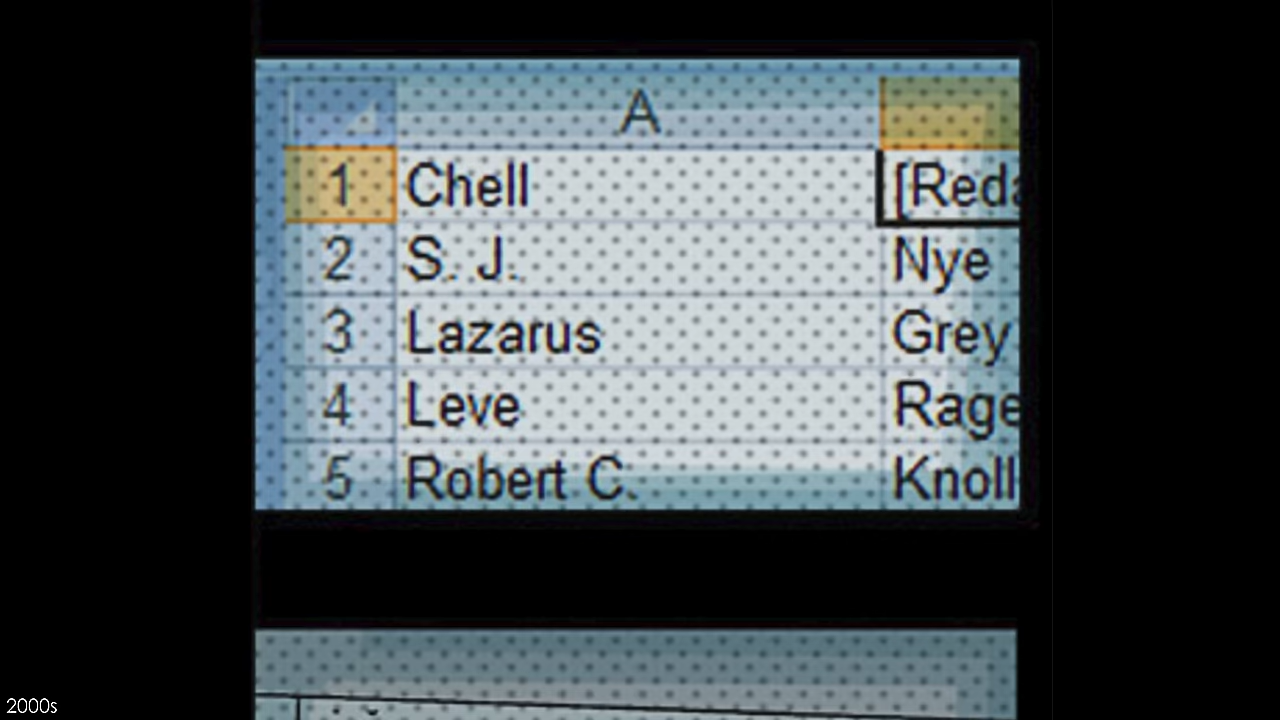 A
1 Chell [Reda
2 S. J. Nye
3 Lazarus Grey
4 Leve Rage
5 Robert C. Knoll
2000s